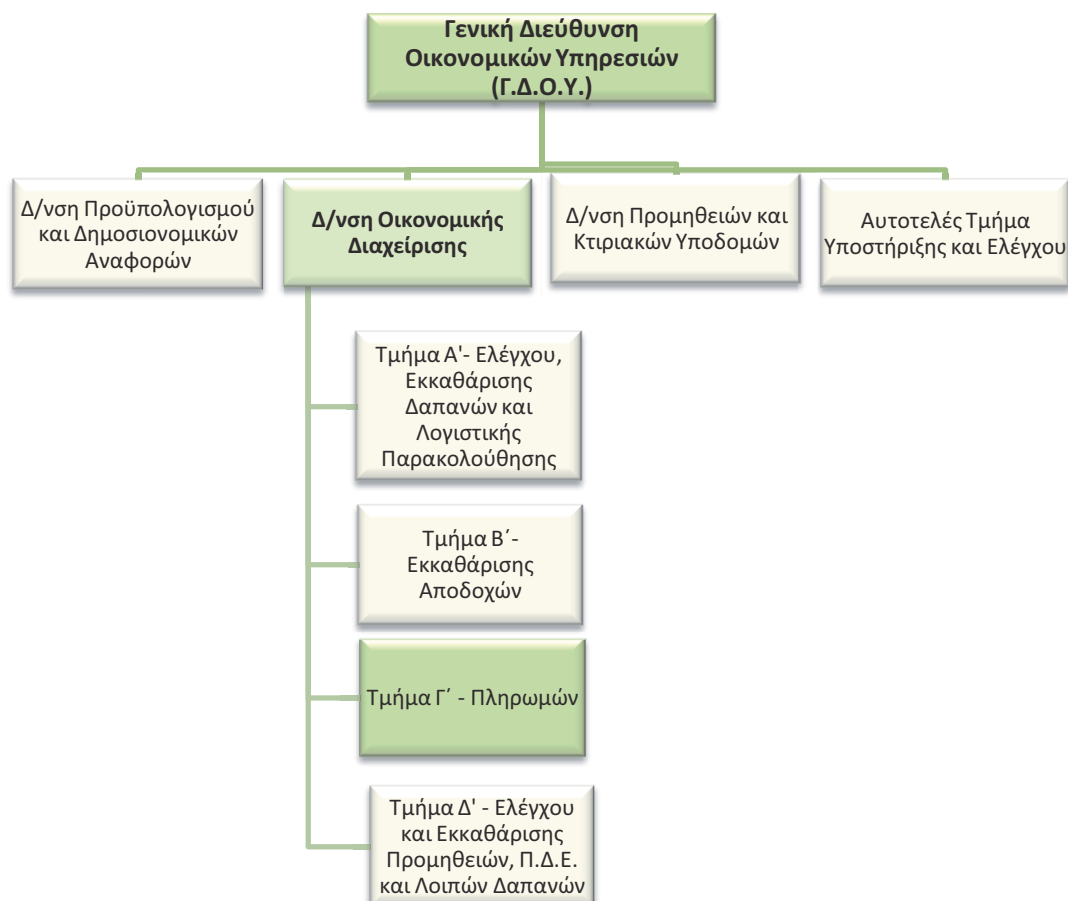 Γενική Διεύθυνση
Οικονομικών Υπηρεσιών
(Γ.Δ.Ο.Υ.)
Δ/νση Προϋπολογισμού
και Δημοσιονομικών
Αναφορών
Δ/νση Οικονομικής
Διαχείρισης
Δ/νση Προμηθειών και
Κτιριακών Υποδομών
Αυτοτελές Τμήμα
Υποστήριξης και Ελέγχου
Τμήμα Α'- Ελέγχου,
Εκκαθάρισης
Δαπανών και
Λογιστικής
Παρακολούθησης
Τμήμα Β΄-
Εκκαθάρισης
Αποδοχών
Τμήμα Γ΄ - Πληρωμών
Τμήμα Δ' - Ελέγχου
και Εκκαθάρισης
Προμηθειών, Π.Δ.Ε.
και Λοιπών Δαπανών